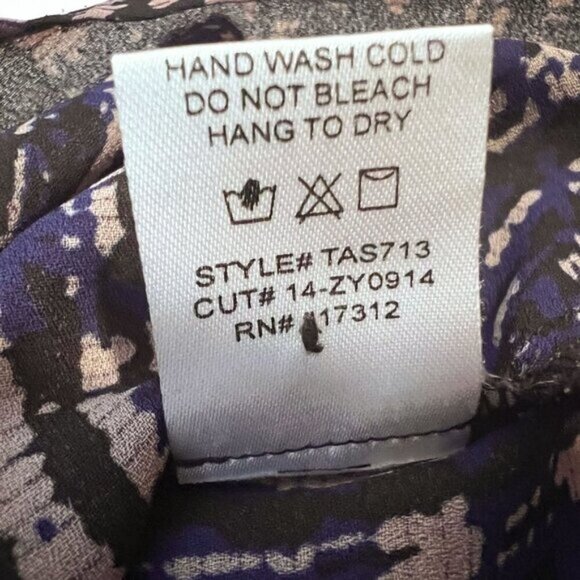 HAND WASH COLD
DO NOT BLEACH
HANG TO DRY
STYLE# TAS713
CUT# 14-ZY0914
RN#